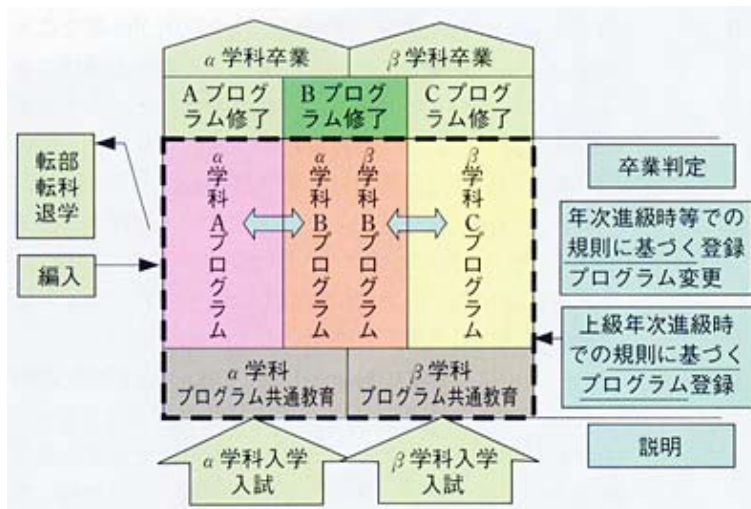 α学科卒業
β学科卒業
Aプログ
ラム修了
Bプログ
ラム修了
Cプログ
ラム修了
転部
転科
退学
編入
α学科Aプログラム
α学科Bプログラム
β学科Bプログラム
β学科Cプログラム
卒業判定
年次進級時等での
規則に基づく登録
プログラム変更
上級年次進級時
での規則に基づく
プログラム登録
α学科
プログラム共通教育
β学科
プログラム共通教育
説明
α学科入学
入試
β学科入学
入試